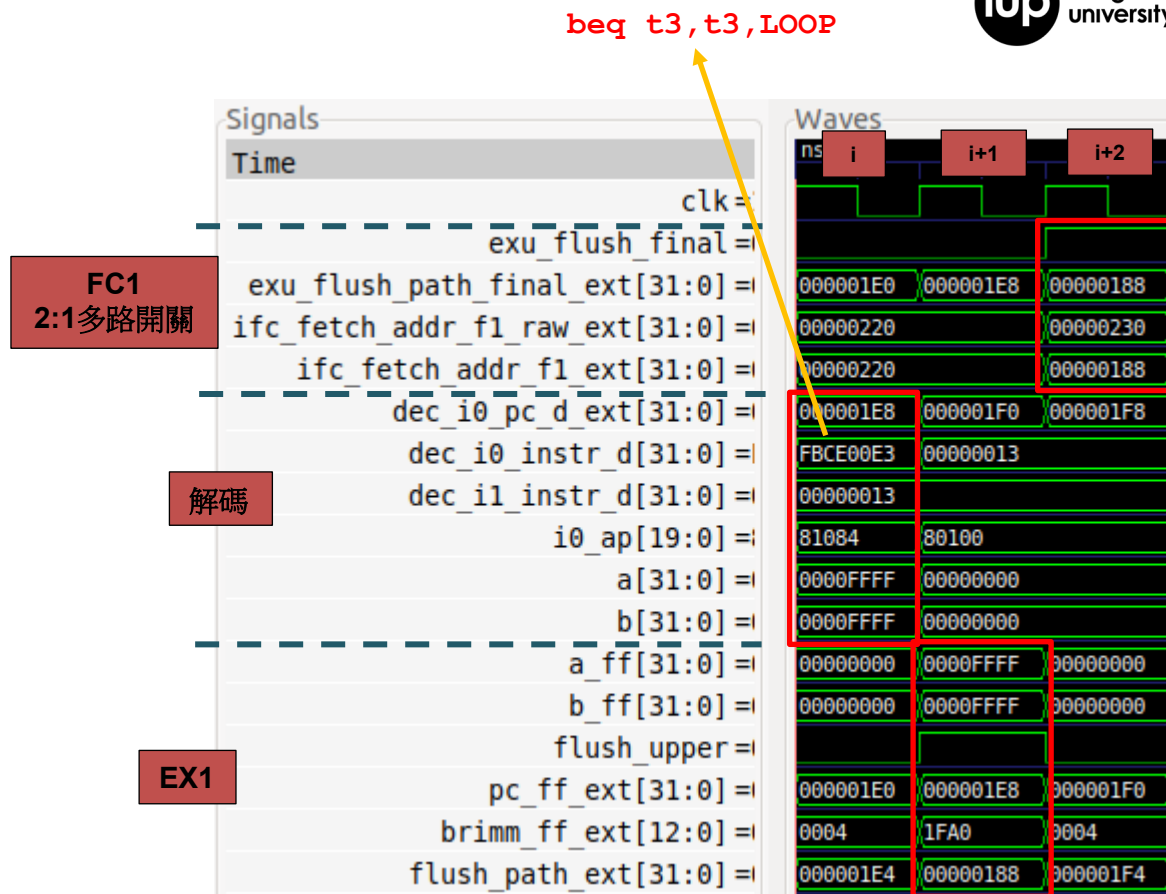 beq t3,t3,LOOP
iup
university
Signals
Waves
Time
ns
i
i+1
i+2
clk=
FC1
2:1多路開關
exu_flush_final=
exu_flush_path_final_ext[31:0]=
000001E0 000001E8 00000188
ifc_fetch_addr_f1_raw_ext[31:0]=
00000220 00000230
ifc_fetch_addr_f1_ext[31:0]=
00000220 00000188
解碼
dec_i0_pc_d_ext[31:0]=
000001E8 000001F0 000001F8
dec_i0_instr_d[31:0]=
FBCE00E3 00000013
dec_i1_instr_d[31:0]=
00000013
i0_ap[19:0]=
81084 80100
a[31:0]=
0000FFFF 00000000
b[31:0]=
0000FFFF 00000000
EX1
a_ff[31:0]=
00000000 0000FFFF 00000000
b_ff[31:0]=
00000000 0000FFFF 00000000
flush_upper=
pc_ff_ext[31:0]=
000001E0 000001E8 000001F0
brimm_ff_ext[12:0]=
0004 1FA0 0004
flush_path_ext[31:0]=
000001E4 00000188 000001F4